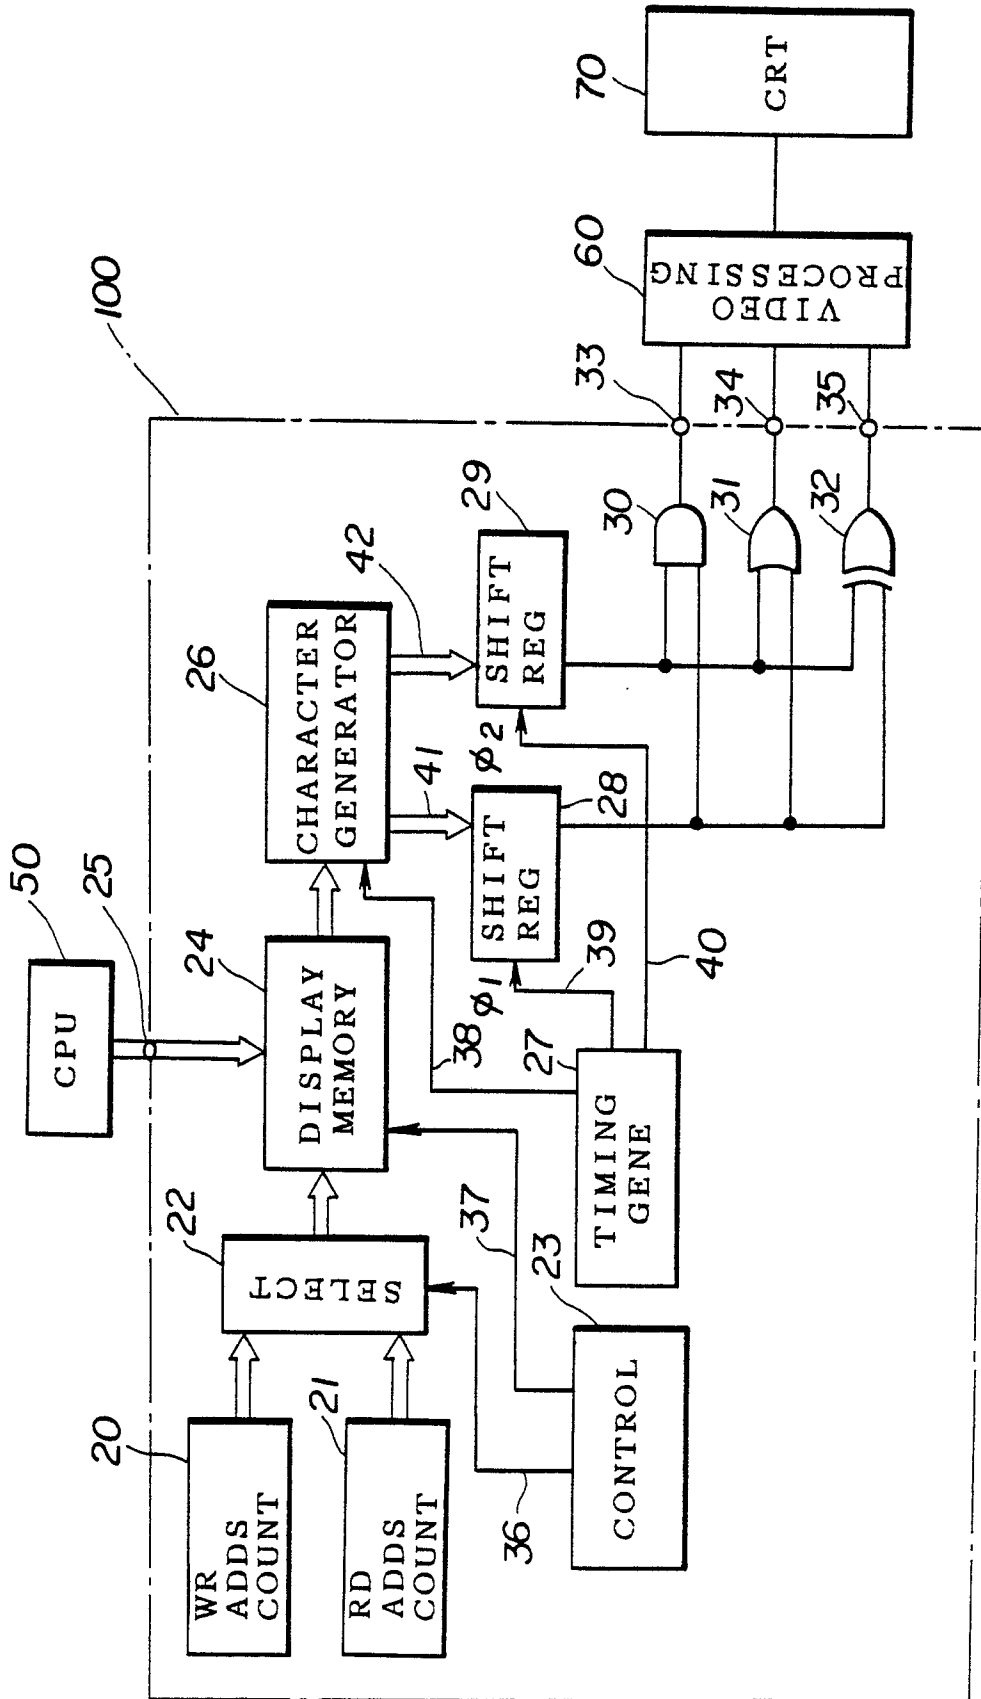 100
50
CPU
25
20
WR
ADDS
COUNT
21
RD
ADDS
COUNT
22
SELECT
24
DISPLAY
MEMORY
26
CHARACTER
GENERATOR
36
37
38
41
42
23
CONTROL
27
TIMING
GENE
39
40
φ1
SHIFT
REG
28
φ2
SHIFT
REG
29
30
31
32
33
34
35
60
VIDEO
PROCESSING
70
CRT